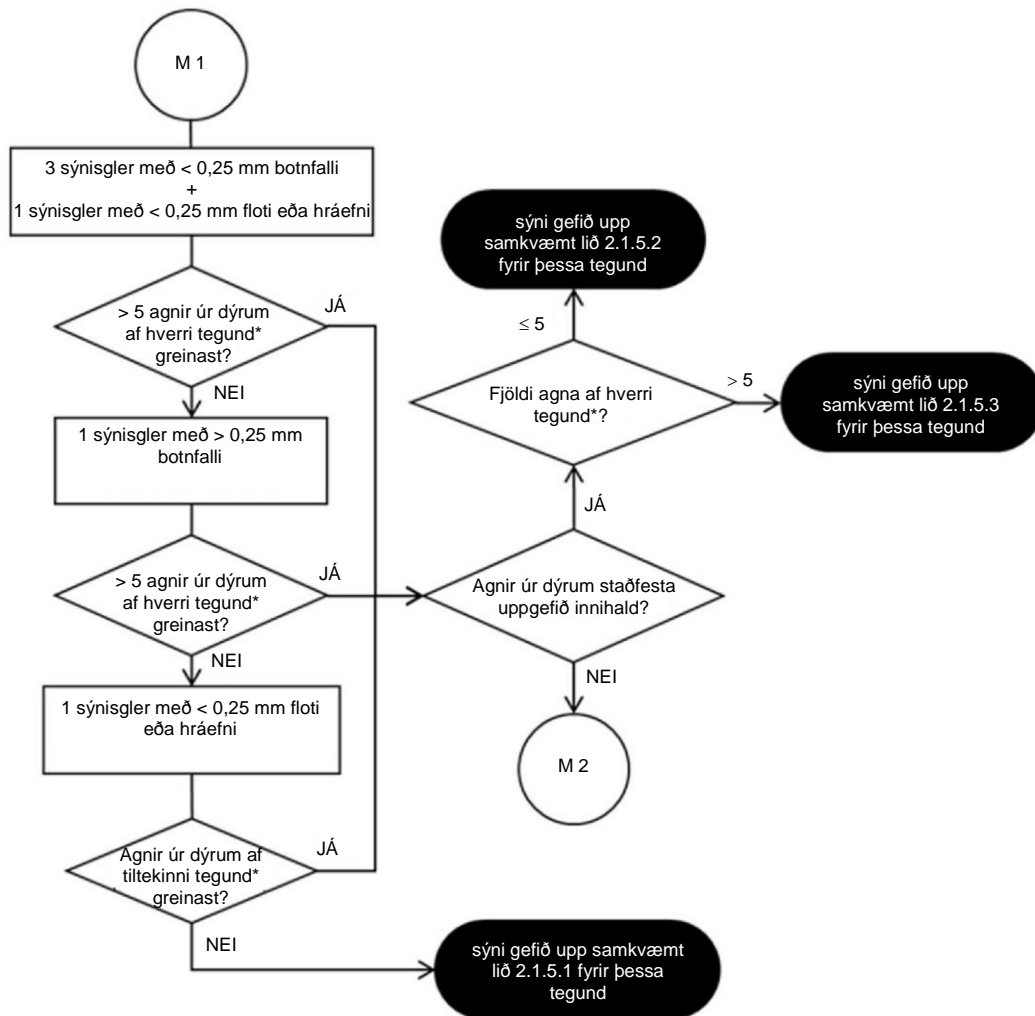 M 1
3 sýnisgler með < 0,25 mm botnfalli
+
1 sýnisgler með < 0,25 mm floti eða hráefni
> 5 agnir úr dýrum
af hverri tegund*
greinast?
JÁ
NEI
1 sýnisgler með > 0,25 mm
botnfalli
> 5 agnir úr dýrum
af hverri tegund*
greinast?
JÁ
NEI
1 sýnisgler með < 0,25 mm floti
eða hráefni
Agnir úr dýrum af
tiltekinni tegund*
greinast?
JÁ
NEI
sýni gefið upp samkvæmt
lið 2.1.5.1 fyrir þessa
tegund
Agnir úr dýrum staðfesta
uppgefið innihald?
JÁ
NEI
M 2
Fjöldi agna af hverri
tegund*?
≤ 5
> 5
sýni gefið upp
samkvæmt lið 2.1.5.2
fyrir þessa tegund
sýni gefið upp
samkvæmt lið 2.1.5.3
fyrir þessa tegund